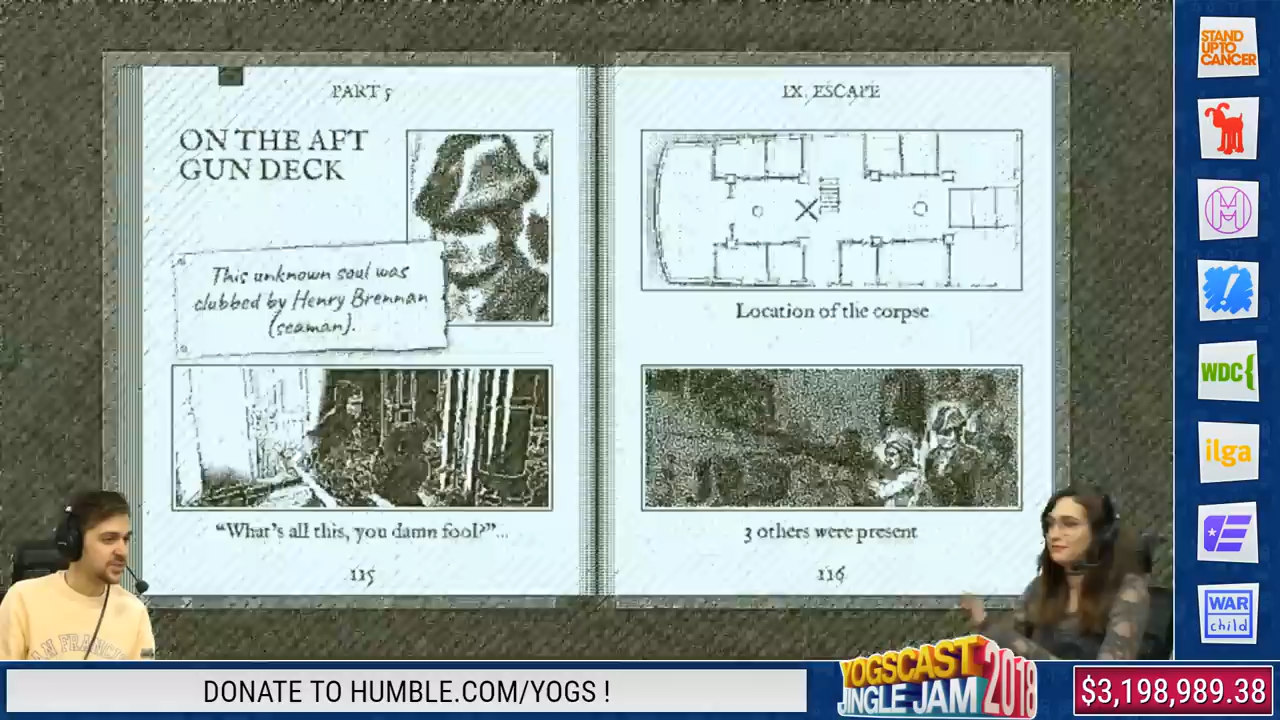 PART 5
IX. ESCAPE
ON THE AFT
GUN DECK
This unknown soul was
clubbed by Henry Brennan
(seaman).
Location of the corpse
"What's all this, you damn fool?"...
3 others were present
115
116
STAND
UP TO
CANCER
WDC
ilga
WAR
child
DONATE TO HUMBLE.COM/YOGS !
YOGSCAST
JINGLE JAM 2018
$3,198,989.38